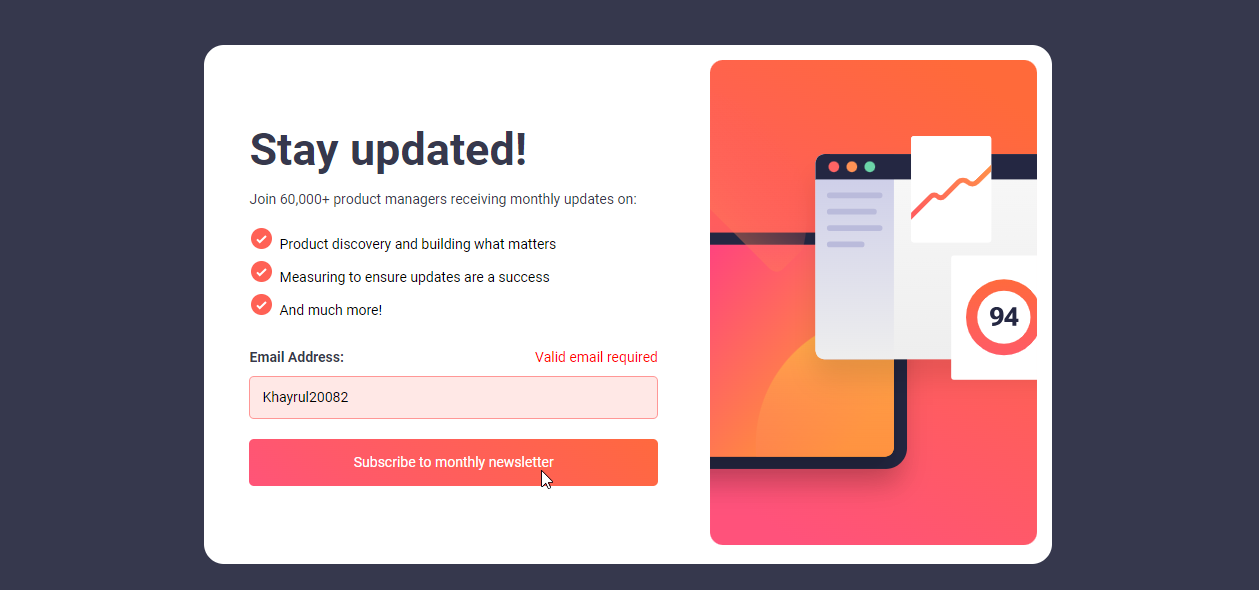 Stay updated!
Join 60,000+ product managers receiving monthly updates on:
Product discovery and building what matters
Measuring to ensure updates are a success
And much more!
Email Address:
Valid email required
Khayrul20082
Subscribe to monthly newsletter
94